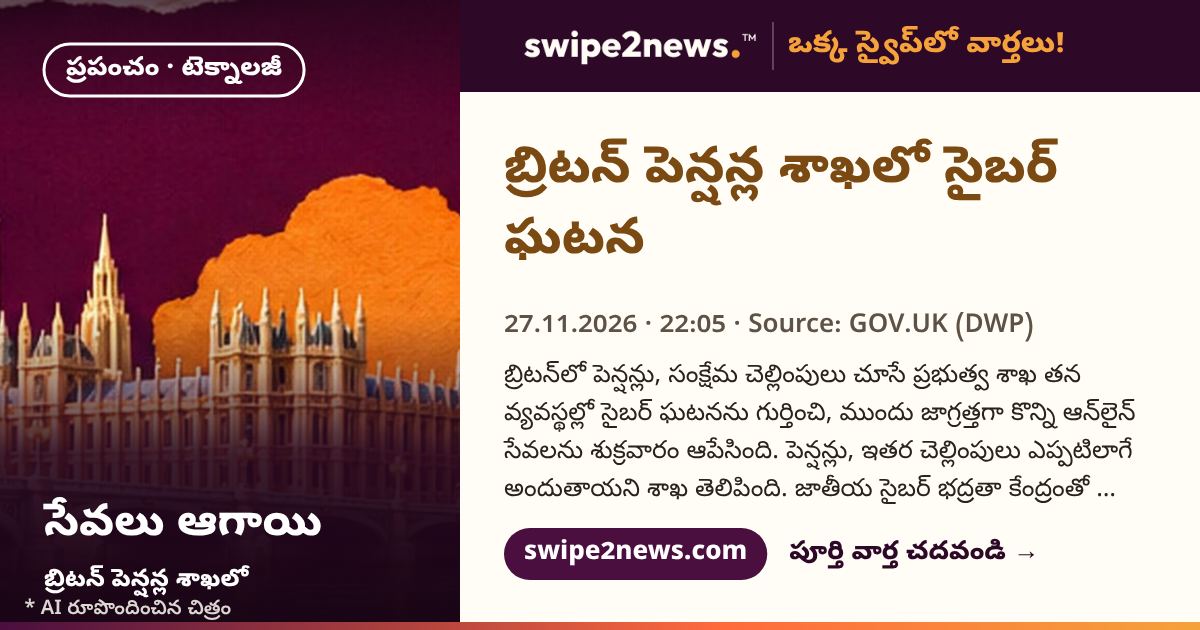 ప్రపంచం · టెక్నాలజీ
swipe2news.™ ఒక్క స్వైప్‌లో వార్తలు!
బ్రిటన్ పెన్షన్ల శాఖలో సైబర్
ఘటన
27.11.2026 · 22:05 · Source: GOV.UK (DWP)
బ్రిటన్‌లో పెన్షన్లు, సంక్షేమ చెల్లింపులు చూసే ప్రభుత్వ శాఖ తన
వ్యవస్థల్లో సైబర్ ఘటనను గుర్తించి, ముందు జాగ్రత్తగా కొన్ని ఆన్‌లైన్
సేవలను శుక్రవారం ఆపేసింది. పెన్షన్లు, ఇతర చెల్లింపులు ఎప్పటిలాగే
అందుతాయని శాఖ తెలిపింది. జాతీయ సైబర్ భద్రతా కేంద్రంతో ...
swipe2news.com పూర్తి వార్త చదవండి →
సేవలు ఆగాయి
బ్రిటన్ పెన్షన్ల శాఖలో
* AI రూపొందించిన చిత్రం